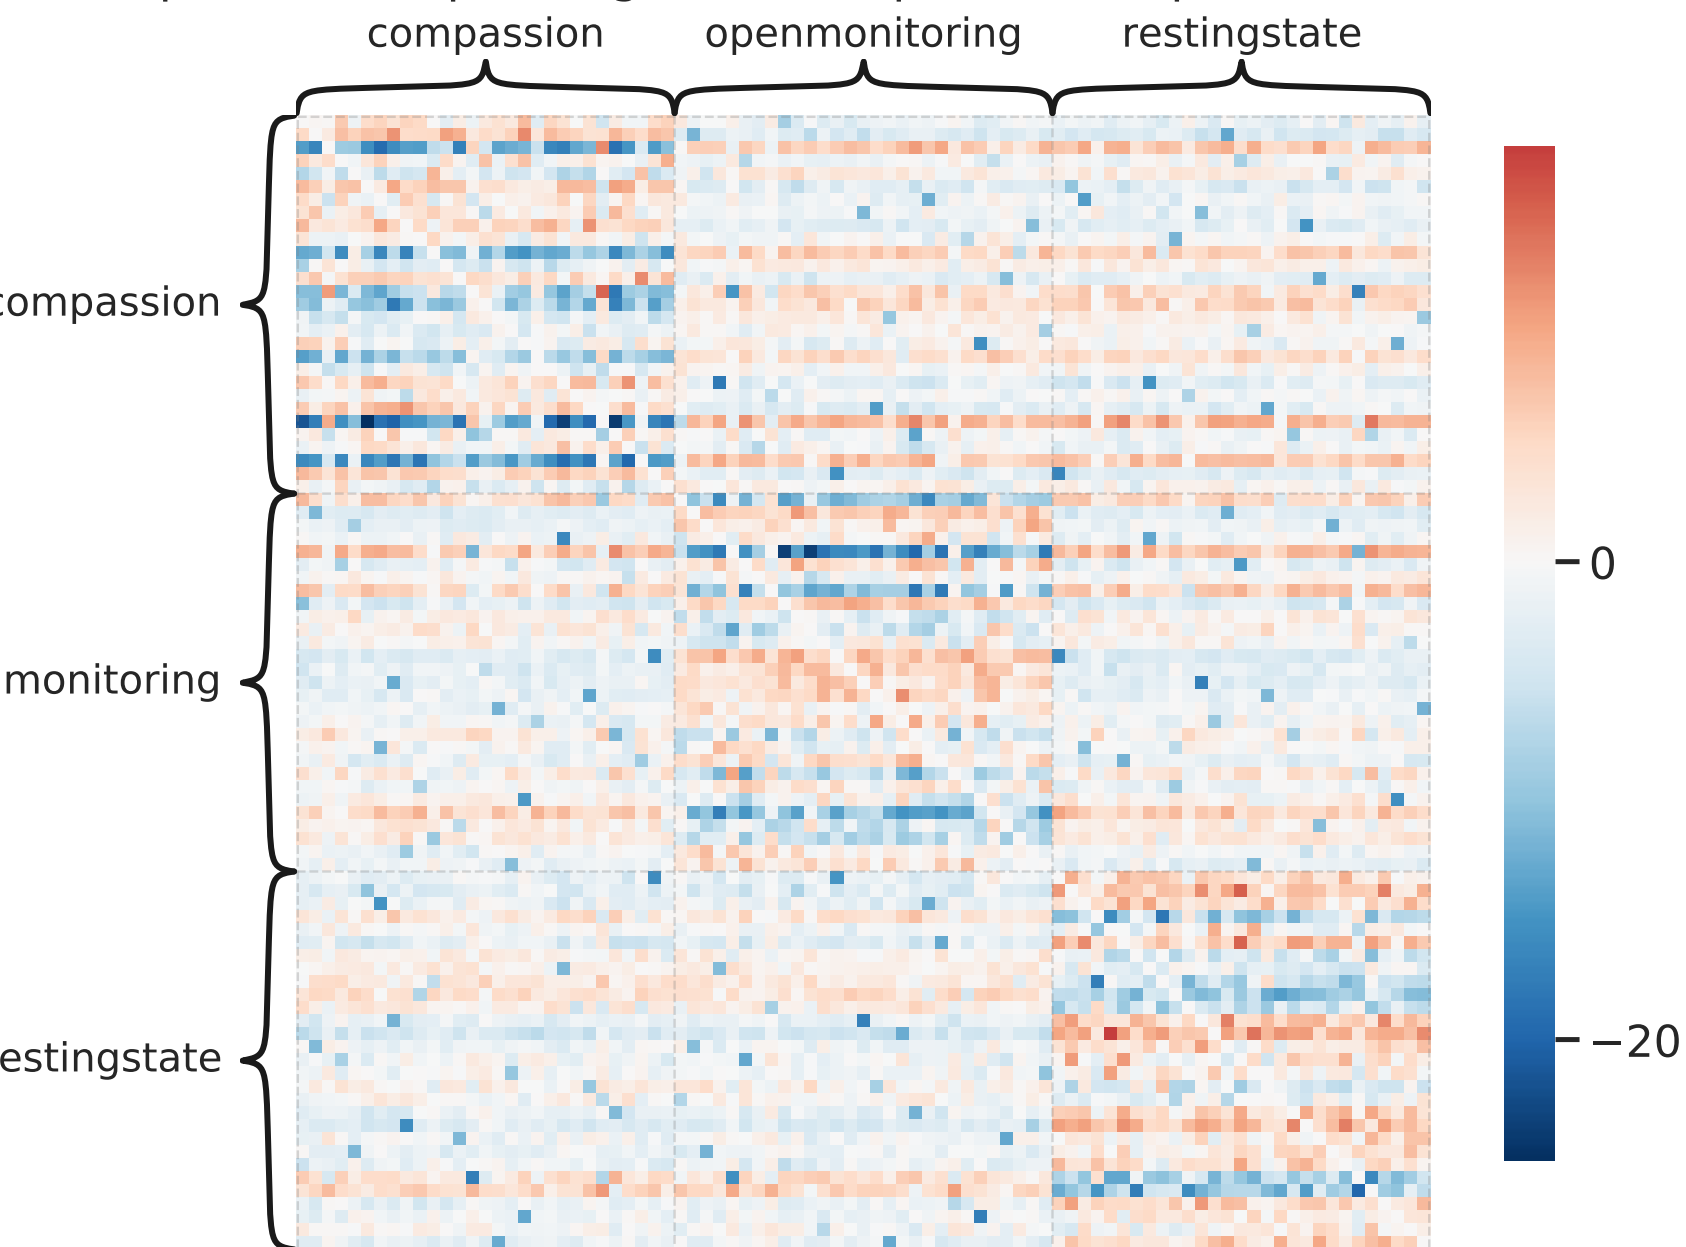 compassion openmonitoring restingstate
compassion
monitoring
estingstate
0
−20